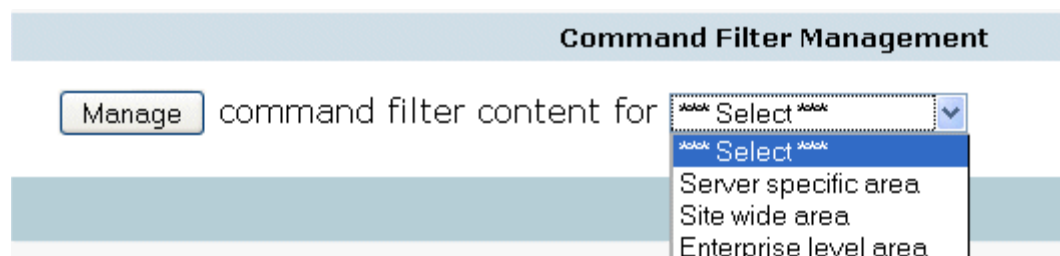 Command Filter Management
Manage command filter content for *** Select ***
*** Select ***
Server specific area
Site wide area
Enterprise level area